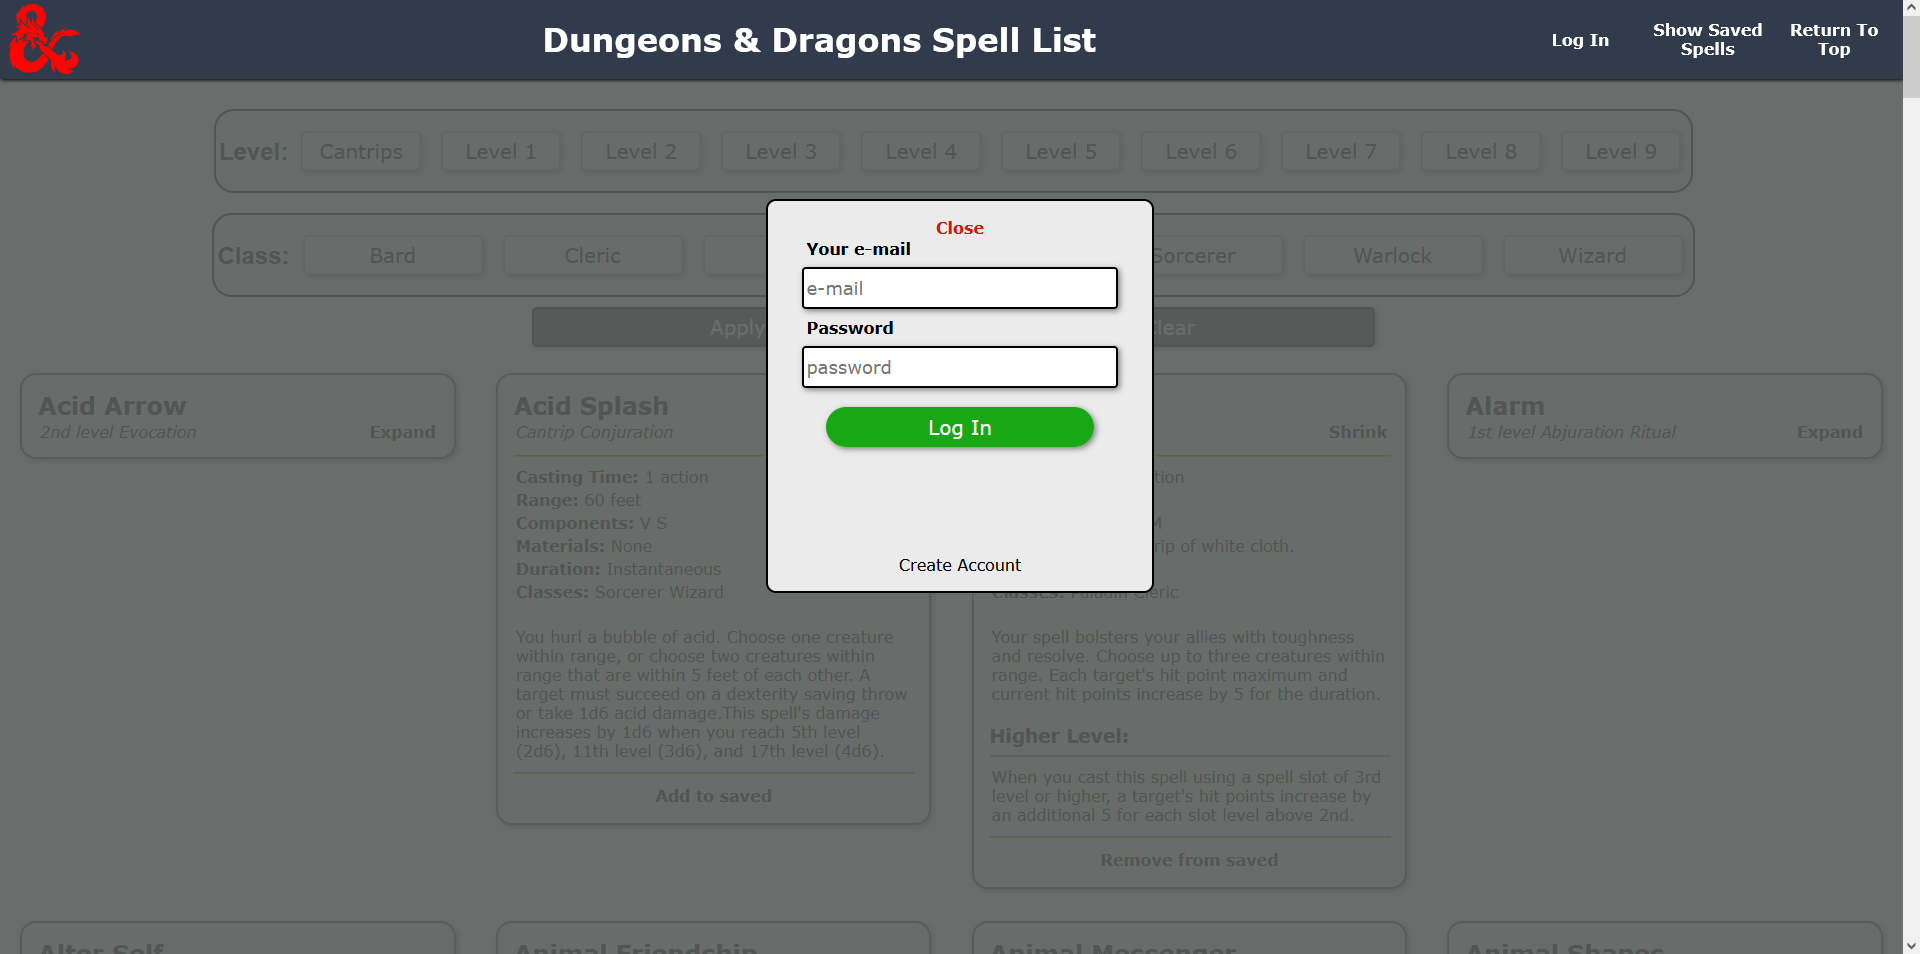 Dungeons & Dragons Spell List
Log In
Show Saved
Spells
Return To
Top
Level: Cantrips Level 1 Level 2 Level 3 Level 4 Level 5 Level 6 Level 7 Level 8 Level 9
Class: Bard Cleric Sorcerer Warlock Wizard
Apply
Close
Your e-mail
e-mail
Password
password
Log In
Create Account
Acid Arrow
2nd level Evocation Expand
Acid Splash
Cantrip Conjuration
Casting Time: 1 action
Range: 60 feet
Components: V S
Materials: None
Duration: Instantaneous
Classes: Sorcerer Wizard
You hurl a bubble of acid. Choose one creature
within range, or choose two creatures within
range that are within 5 feet of each other. A
target must succeed on a dexterity saving throw
or take 1d6 acid damage.This spell's damage
increases by 1d6 when you reach 5th level
(2d6), 11th level (3d6), and 17th level (4d6).
Add to saved
Shrink
M
of white cloth.
Classes: Paladin Cleric
Your spell bolsters your allies with toughness
and resolve. Choose up to three creatures within
range. Each target's hit point maximum and
current hit points increase by 5 for the duration.
Higher Level:
When you cast this spell using a spell slot of 3rd
level or higher, a target's hit points increase by
an additional 5 for each slot level above 2nd.
Remove from saved
Alarm
1st level Abjuration Ritual Expand
Alter Self
Animal Friendship
Animal Messenger
Animal Shapes